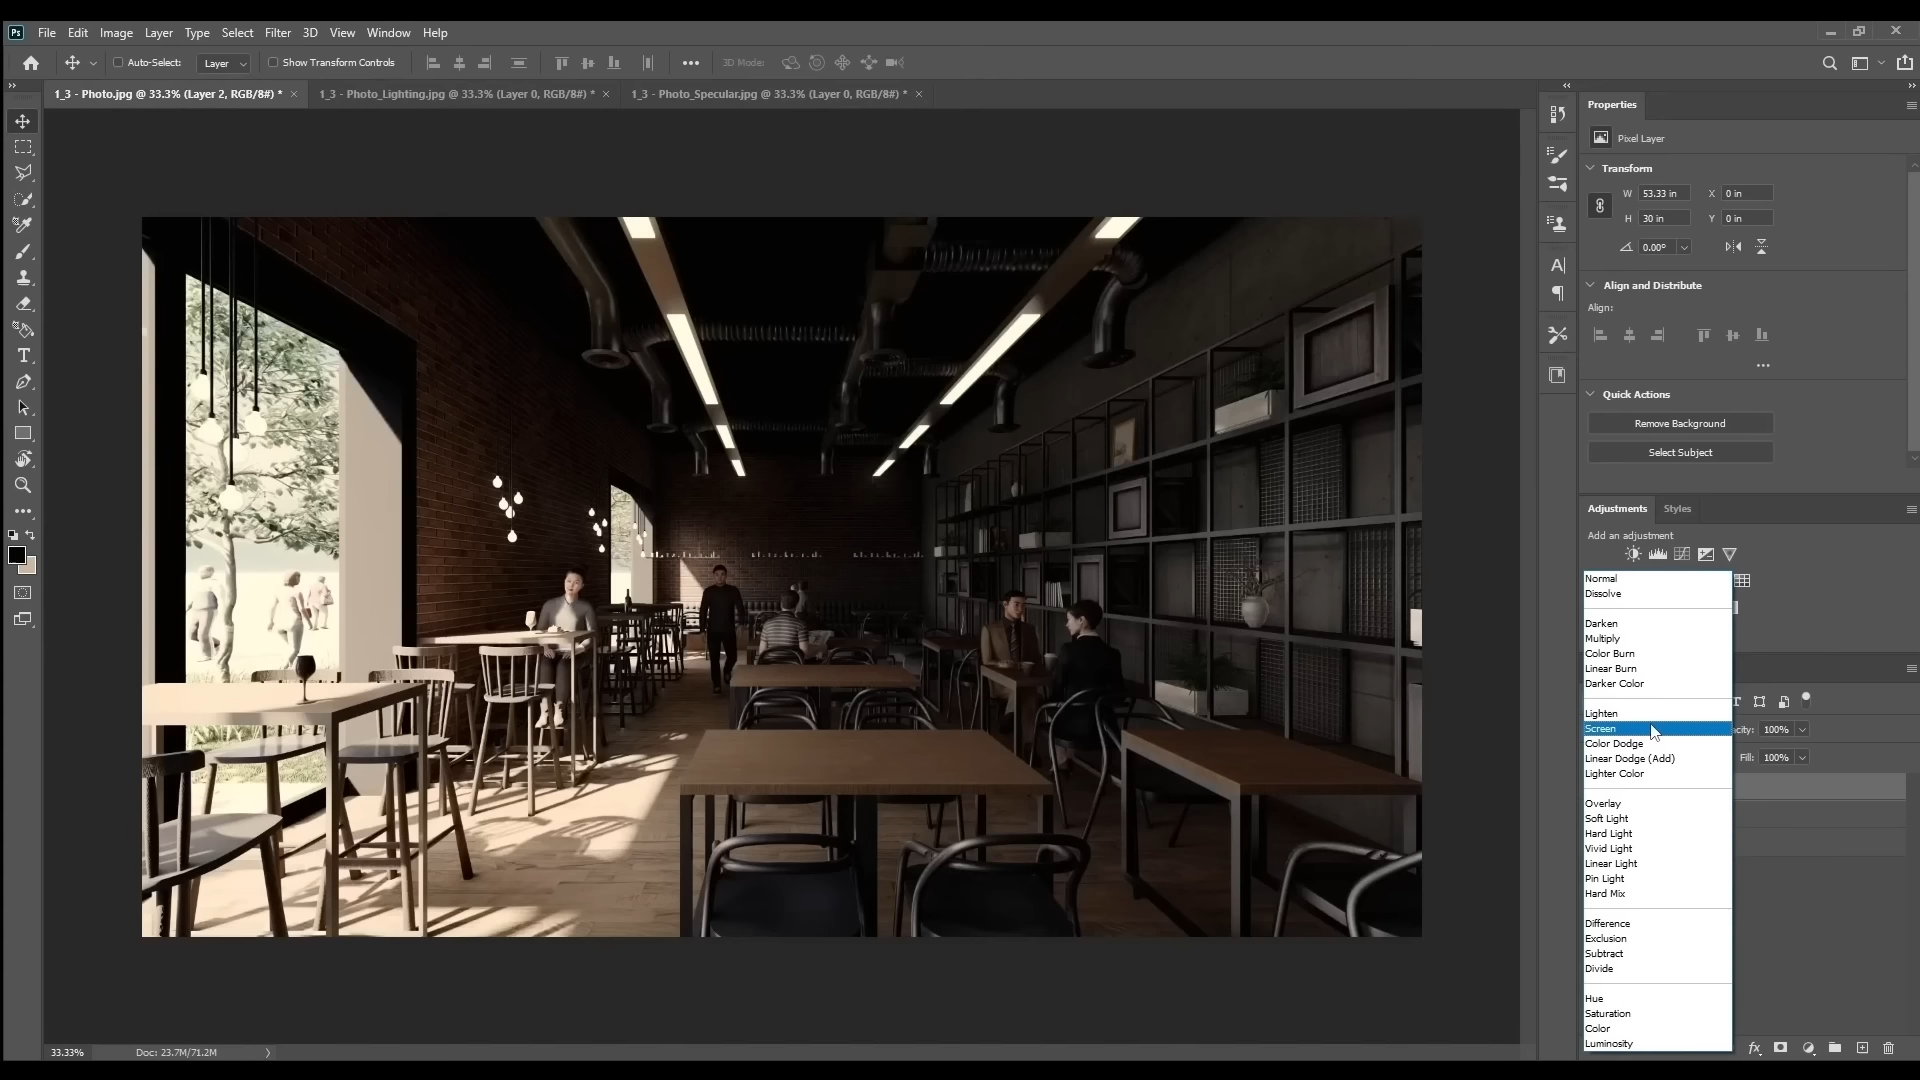 Ps File Edit Image Layer Type Select Filter 3D View Window Help
Auto-Select: Layer Show Transform Controls 3D Mode:
1_3 - Photo.jpg @ 33.3% (Layer 2, RGB/8#) *
1_3 - Photo_Lighting.jpg @ 33.3% (Layer 0, RGB/8#) *
1_3 - Photo_Specular.jpg @ 33.3% (Layer 0, RGB/8#) *
Properties
Pixel Layer
Transform
W 53.33 in X 0 in
H 30 in Y 0 in
0.00°
Align and Distribute
Align:
Quick Actions
Remove Background
Select Subject
Adjustments Styles
Add an adjustment
Normal
Dissolve
Darken
Multiply
Color Burn
Linear Burn
Darker Color
Lighten
Screen
Color Dodge
Linear Dodge (Add)
Lighter Color
Overlay
Soft Light
Hard Light
Vivid Light
Linear Light
Pin Light
Hard Mix
Difference
Exclusion
Subtract
Divide
Hue
Saturation
Color
Luminosity
city: 100%
Fill: 100%
fx
33.33% Doc: 23.7M/71.2M